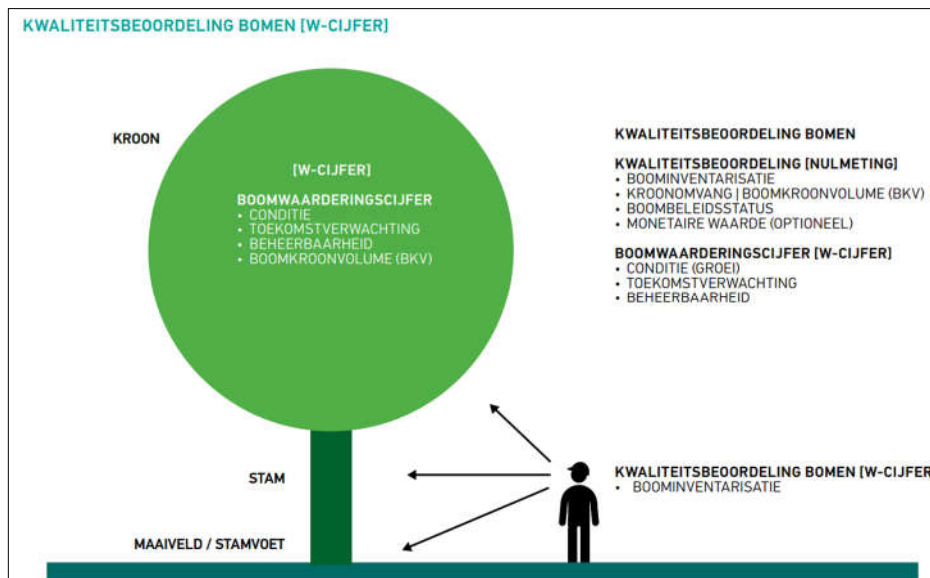 KWALITEITSBEOORDELING BOMEN [W-CIJFER]
KROON
[W-CIJFER]
BOOMWAARDERINGSCIJFER
• CONDITIE
• TOEKOMSTVERWACHTING
• BEHEERBAARHEID
• BOOMKROONVOLUME (BKV)
KWALITEITSBEOORDELING BOMEN
KWALITEITSBEOORDELING [NULMETING]
• BOOMINVENTARISATIE
• KROONOMVANG | BOOMKROONVOLUME (BKV)
• BOOMBELEIDSSTATUS
• MONETAIRE WAARDE (OPTIONEEL)
BOOMWAARDERINGSCIJFER [W-CIJFER]
• CONDITIE (GROEI)
• TOEKOMSTVERWACHTING
• BEHEERBAARHEID
STAM
KWALITEITSBEOORDELING BOMEN [W-CIJFER
• BOOMINVENTARISATIE
MAAIVELD / STAMVOET